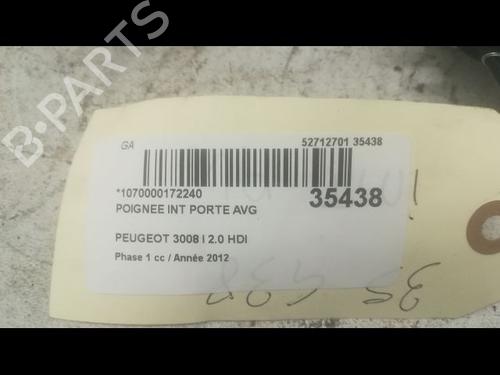 B-PARTS
GA
52712701 35438
*1070000172240
35438
POIGNEE INT PORTE AVG
PEUGEOT 3008 I 2.0 HDI
Phase 1 cc / Année 2012